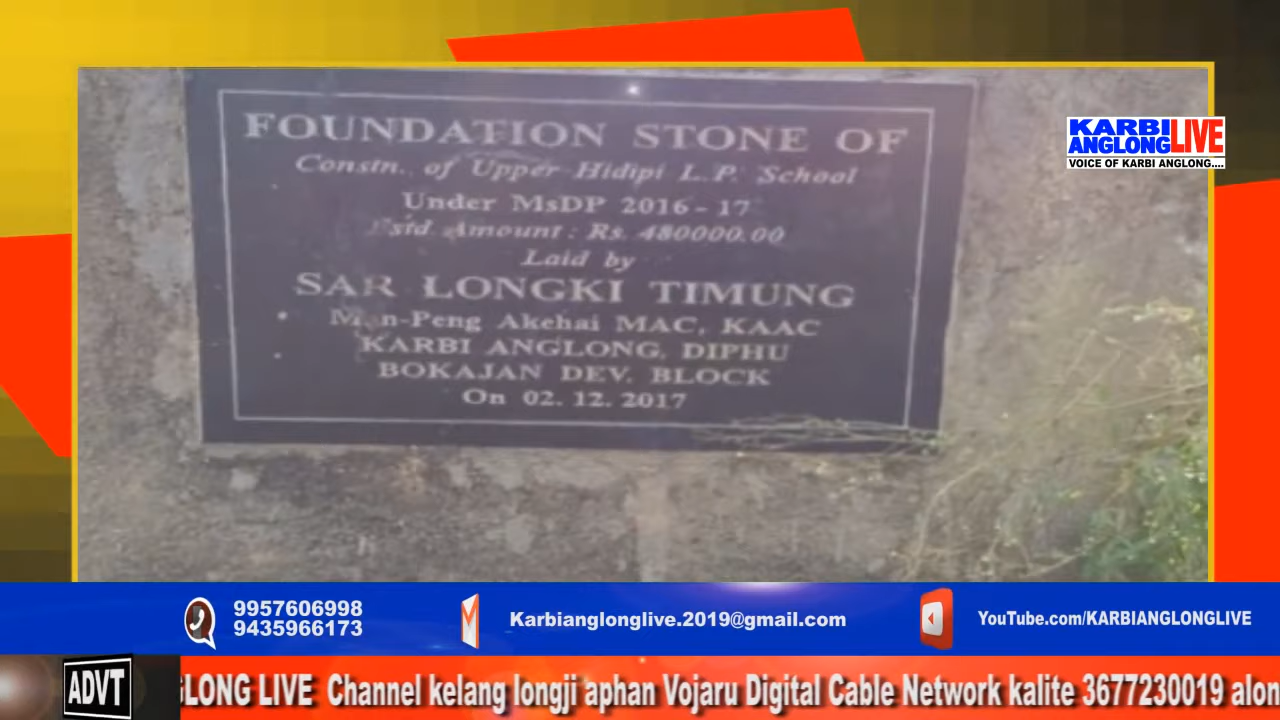 FOUNDATION STONE OF
Constn. of Upper Hidipi L.P. School
Under MsDP 2016-17
Amount: Rs. 480000.00
Laid by
SAR LONGKI TIMUNG
Akehai MAC, KAAC
KARBI ANGLONG, DIPHU
BOKAJAN DEV. BLOCK
On 02.12.2017
KARBI
ANGLONG LIVE
VOICE OF KARBI ANGLONG....
9957606998
9435966173
Karbianglonglive.2019@gmail.com
YouTube.com/KARBIANGLONGLIVE
ADVT
GLONG LIVE Channel kelang longji aphan Vojaru Digital Cable Network kalite 3677230019 alon